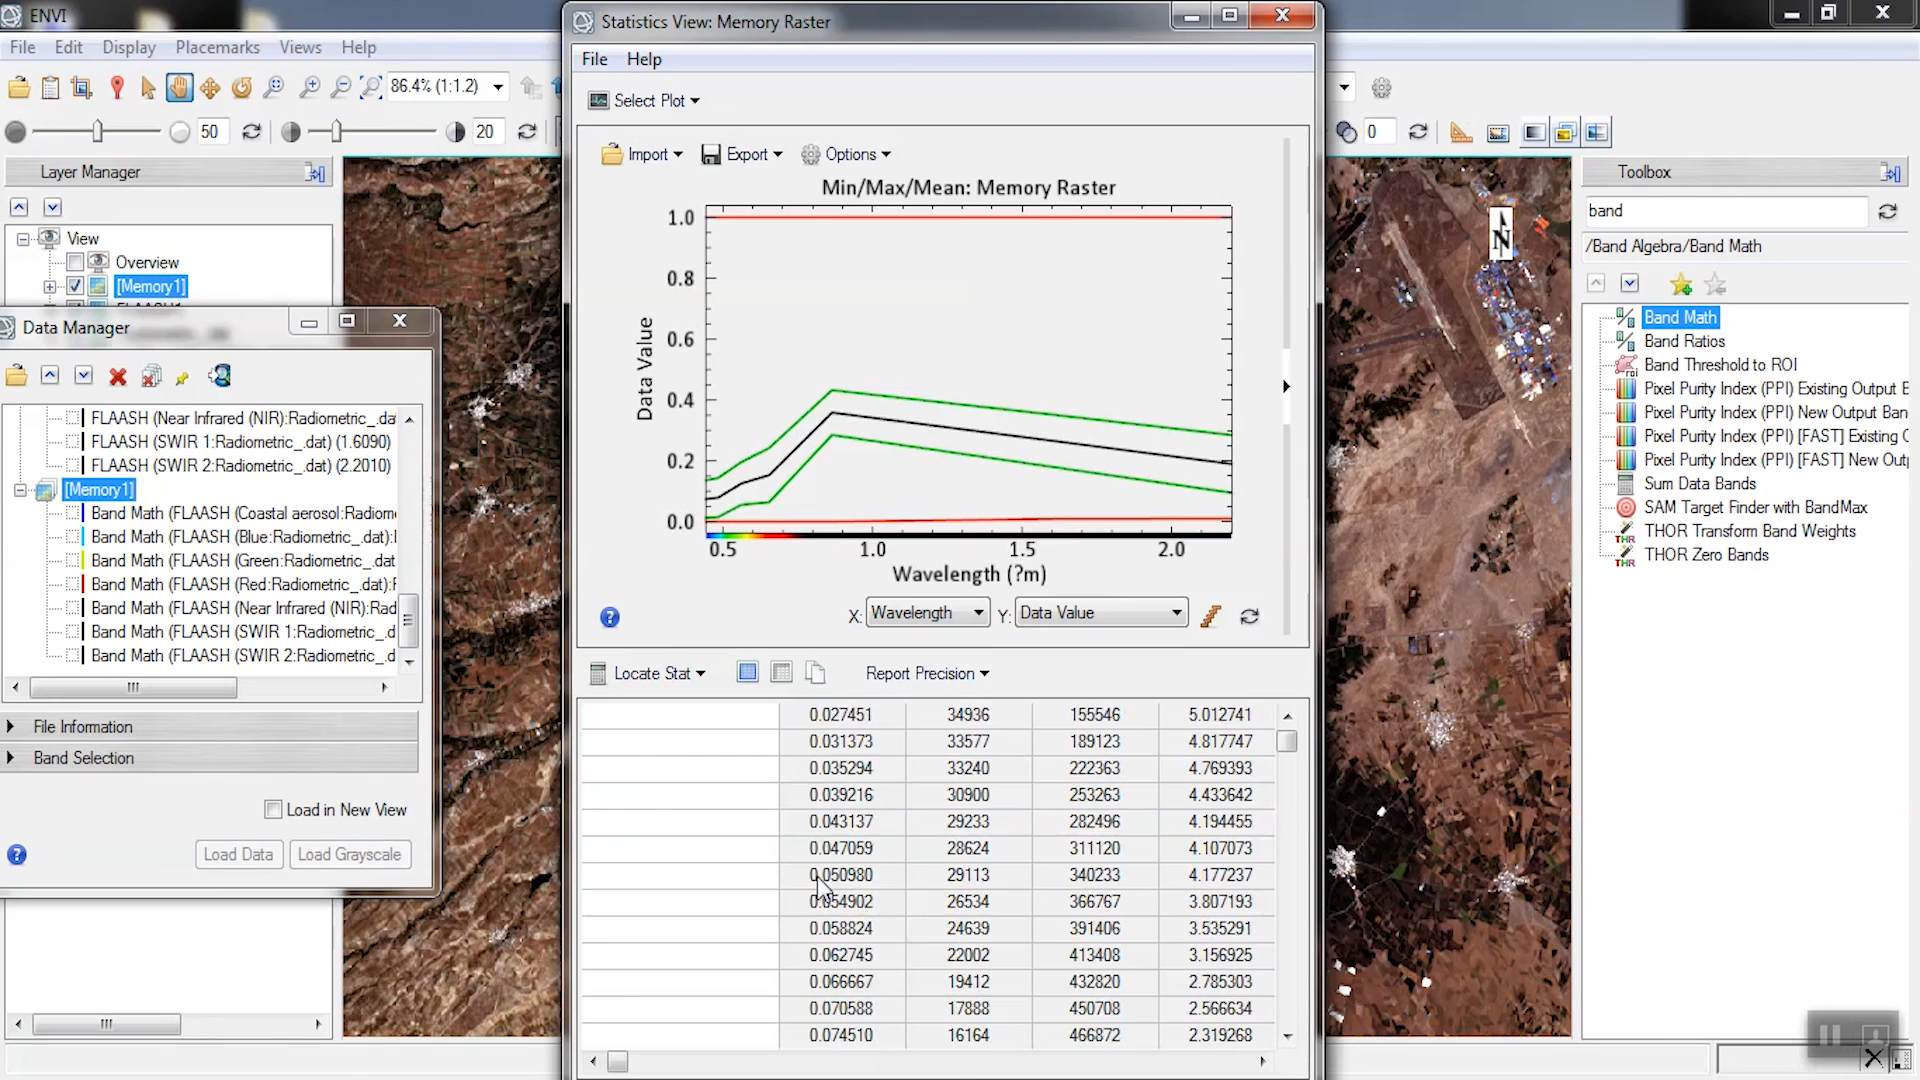 ENVI
File Edit Display Placemarks Views Help
86.4% (1:1.2)
50
20
0
Layer Manager
View
Overview
[Memory1]
Data Manager
FLAASH (Near Infrared (NIR):Radiometric_.da
FLAASH (SWIR 1:Radiometric_.dat) (1.6090)
FLAASH (SWIR 2:Radiometric_.dat) (2.2010)
[Memory1]
Band Math (FLAASH (Coastal aerosol:Radiom
Band Math (FLAASH (Blue:Radiometric_.dat):
Band Math (FLAASH (Green:Radiometric_.dat
Band Math (FLAASH (Red:Radiometric_.dat):F
Band Math (FLAASH (Near Infrared (NIR):Rad
Band Math (FLAASH (SWIR 1:Radiometric_.d
Band Math (FLAASH (SWIR 2:Radiometric_.d
File Information
Band Selection
Load in New View
Load Data Load Grayscale
Statistics View: Memory Raster
File Help
Select Plot
Import Export Options
Min/Max/Mean: Memory Raster
1.0
0.8
0.6
0.4
0.2
0.0
Data Value
0.5 1.0 1.5 2.0
Wavelength (?m)
X: Wavelength Y: Data Value
Locate Stat Report Precision
0.027451 34936 155546 5.012741
0.031373 33577 189123 4.817747
0.035294 33240 222363 4.769393
0.039216 30900 253263 4.433642
0.043137 29233 282496 4.194455
0.047059 28624 311120 4.107073
0.050980 29113 340233 4.177237
0.054902 26534 366767 3.807193
0.058824 24639 391406 3.535291
0.062745 22002 413408 3.156925
0.066667 19412 432820 2.785303
0.070588 17888 450708 2.566634
0.074510 16164 466872 2.319268
N
Toolbox
band
/Band Algebra/Band Math
Band Math
Band Ratios
Band Threshold to ROI
Pixel Purity Index (PPI) Existing Output B
Pixel Purity Index (PPI) New Output Ban
Pixel Purity Index (PPI) [FAST] Existing O
Pixel Purity Index (PPI) [FAST] New Out
Sum Data Bands
SAM Target Finder with BandMax
THOR Transform Band Weights
THOR Zero Bands